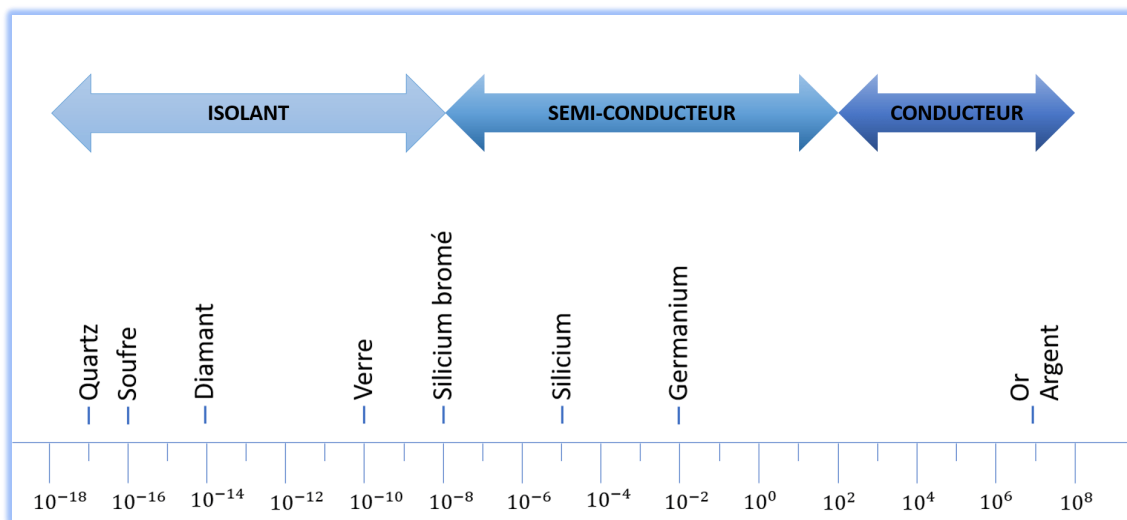 ISOLANT
SEMI-CONDUCTEUR
CONDUCTEUR
Quartz
Soufre
Diamant
Verre
Silicium bromé
Silicium
Germanium
Or
Argent
10⁻¹⁸
10⁻¹⁶
10⁻¹⁴
10⁻¹²
10⁻¹⁰
10⁻⁸
10⁻⁶
10⁻⁴
10⁻²
10⁰
10²
10⁴
10⁶
10⁸